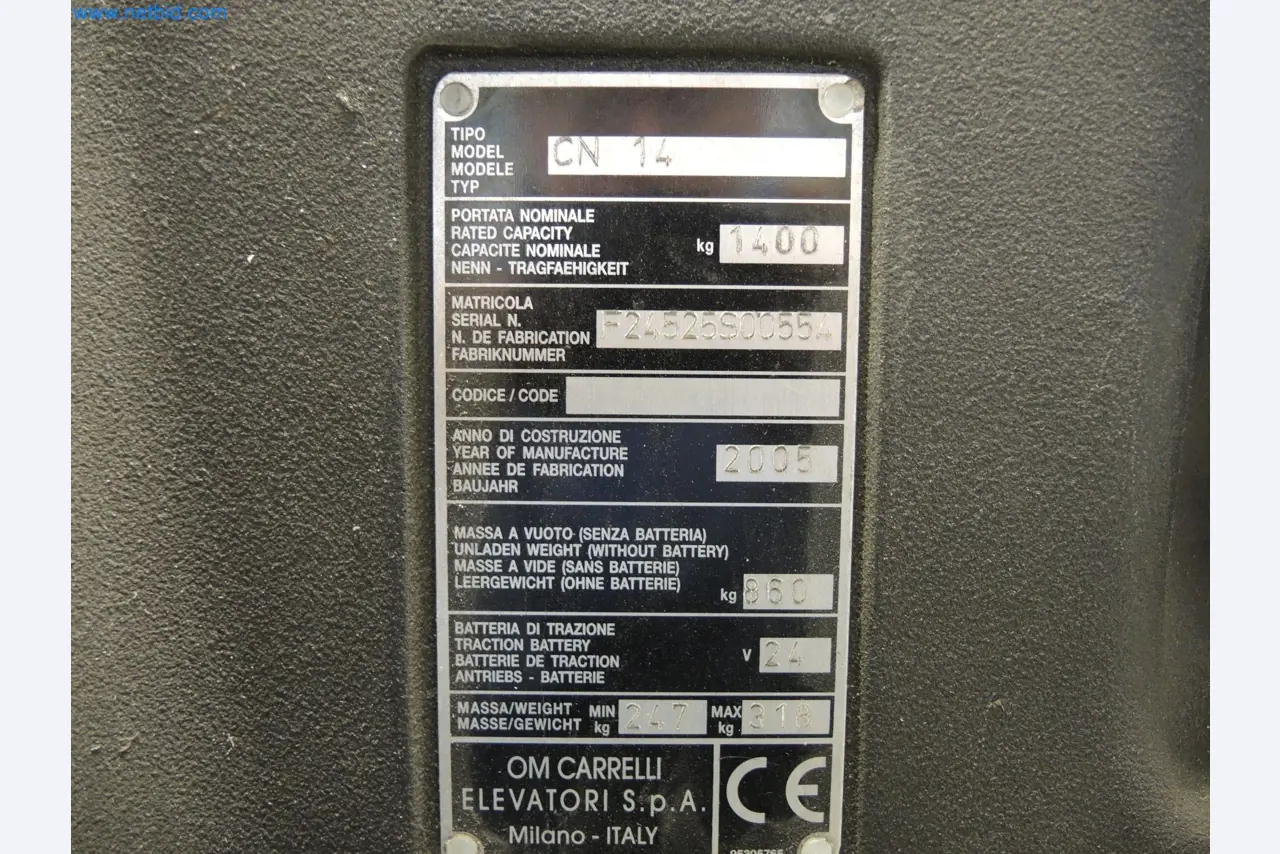 www.netbid.com
TIPO
MODEL
MODELE
TYP
CN 14
PORTATA NOMINALE
RATED CAPACITY
CAPACITE NOMINALE
NENN - TRAGFAEHIGKEIT
kg 1400
MATRICOLA
SERIAL N.
N. DE FABRICATION
FABRIKNUMMER
F24525S0055A
CODICE / CODE
ANNO DI COSTRUZIONE
YEAR OF MANUFACTURE
ANNEE DE FABRICATION
BAUJAHR
2005
MASSA A VUOTO (SENZA BATTERIA)
UNLADEN WEIGHT (WITHOUT BATTERY)
MASSE A VIDE (SANS BATTERIE)
LEERGEWICHT (OHNE BATTERIE)
kg 860
BATTERIA DI TRAZIONE
TRACTION BATTERY
BATTERIE DE TRACTION
ANTRIEBS - BATTERIE
V 24
MASSA/WEIGHT
MASSE/GEWICHT
MIN kg 247
MAX kg 318
OM CARRELLI
ELEVATORI S.p.A.
Milano - ITALY
CE